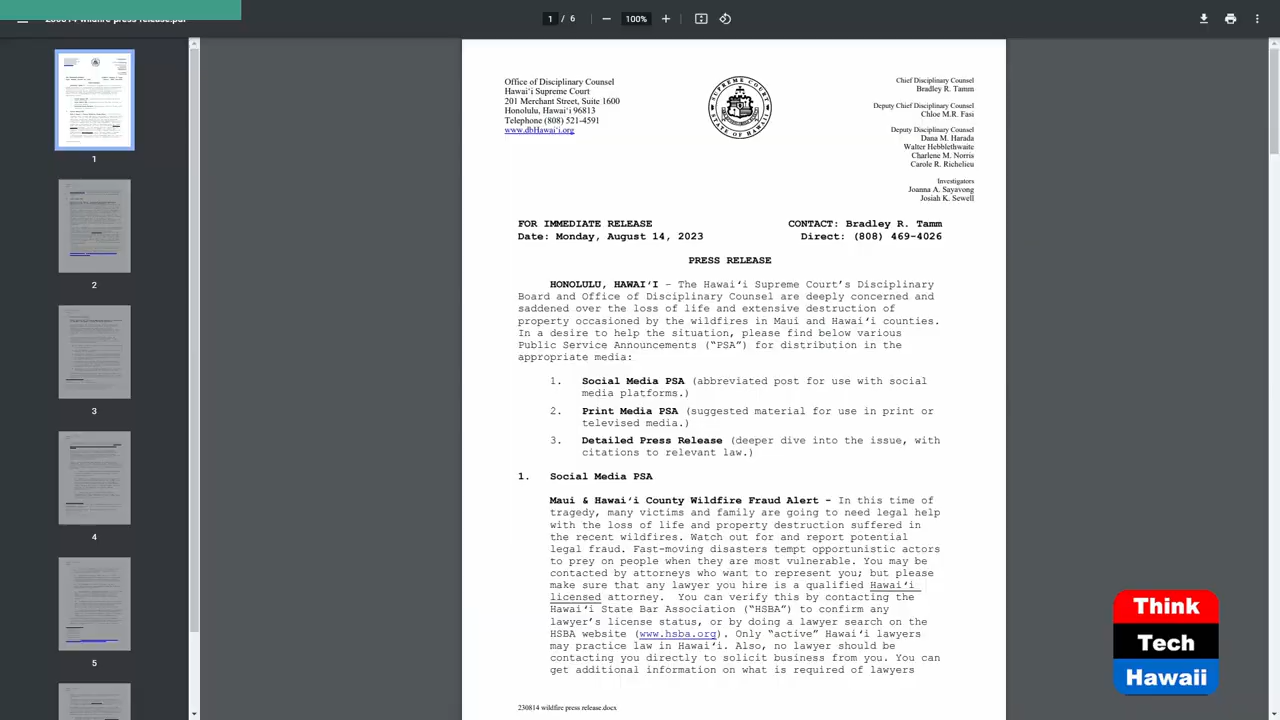 230814 wildfire press release.pdf
1 / 6
100%
Office of Disciplinary Counsel
Hawaiʻi Supreme Court
201 Merchant Street, Suite 1600
Honolulu, Hawaiʻi 96813
Telephone (808) 521-4591
www.dbHawaiʻi.org
SUPREME COURT
STATE OF HAWAII
Chief Disciplinary Counsel
Bradley R. Tamm
Deputy Chief Disciplinary Counsel
Chloe M.R. Fasi
Deputy Disciplinary Counsel
Dana M. Harada
Walter Hebblethwaite
Charlene M. Norris
Carole R. Richelieu
Investigators
Joanna A. Sayavong
Josiah K. Sewell
FOR IMMEDIATE RELEASE CONTACT: Bradley R. Tamm
Date: Monday, August 14, 2023 Direct: (808) 469-4026
PRESS RELEASE
HONOLULU, HAWAIʻI – The Hawaiʻi Supreme Court’s Disciplinary
Board and Office of Disciplinary Counsel are deeply concerned and
saddened over the loss of life and extensive destruction of
property occasioned by the wildfires in Maui and Hawaiʻi counties.
In a desire to help the situation, please find below various
Public Service Announcements (“PSA”) for distribution in the
appropriate media:
1. Social Media PSA (abbreviated post for use with social
media platforms.)
2. Print Media PSA (suggested material for use in print or
televised media.)
3. Detailed Press Release (deeper dive into the issue, with
citations to relevant law.)
1. Social Media PSA
Maui & Hawaiʻi County Wildfire Fraud Alert - In this time of
tragedy, many victims and family are going to need legal help
with the loss of life and property destruction suffered in
the recent wildfires. Watch out for and report potential
legal fraud. Fast-moving disasters tempt opportunistic actors
to prey on people when they are most vulnerable. You may be
contacted by attorneys who want to represent you; but please
make sure that any lawyer you hire is a qualified Hawaiʻi
licensed attorney. You can verify this by contacting the
Hawaiʻi State Bar Association (“HSBA”) to confirm any
lawyer’s license status, or by doing a lawyer search on the
HSBA website (www.hsba.org). Only “active” Hawaiʻi lawyers
may practice law in Hawaiʻi. Also, no lawyer should be
contacting you directly to solicit business from you. You can
get additional information on what is required of lawyers
230814 wildfire press release.docx
1
2
3
4
5
Think
Tech
Hawaii